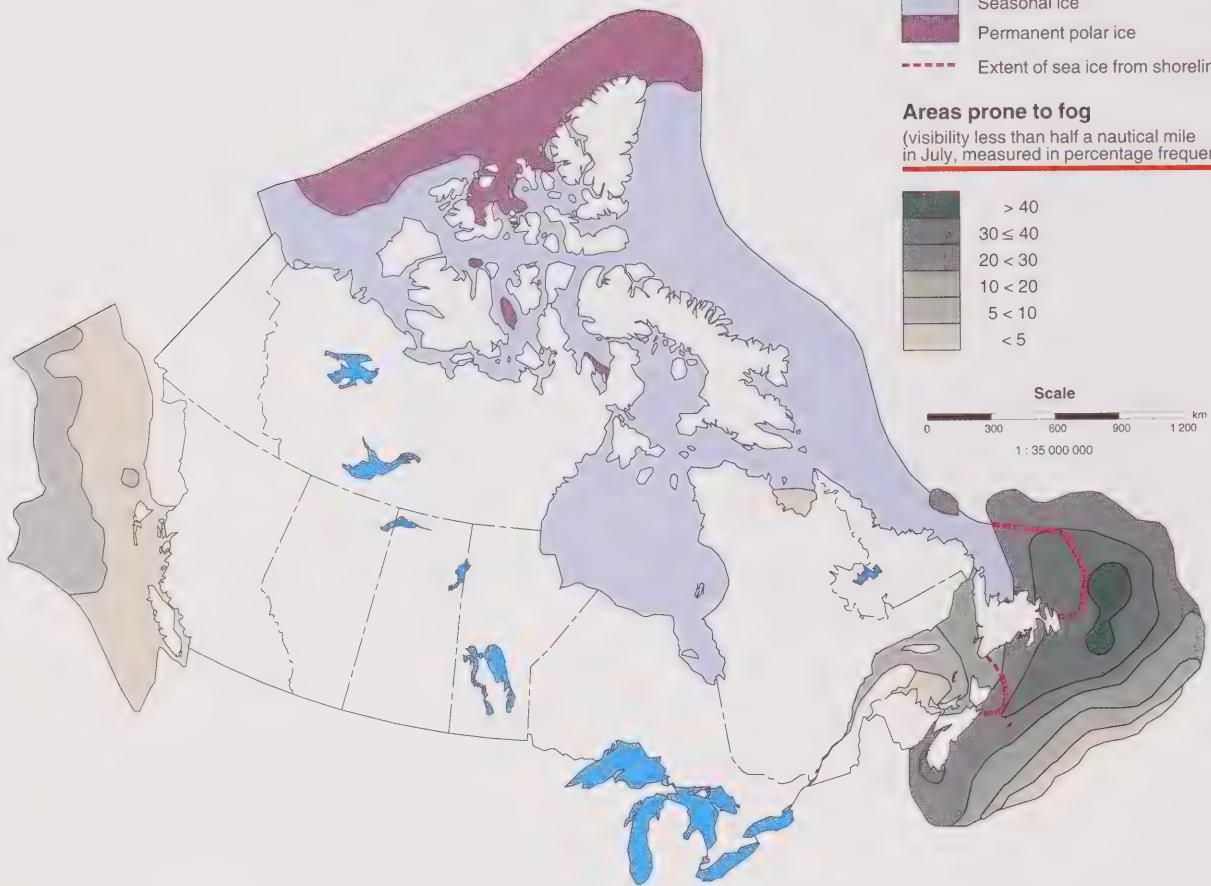 Seasonal ice
Permanent polar ice
Extent of sea ice from
Areas prone to fog
(visibility less than half a nautical mile
in July, measured in percentage
> 40
30 ≤ 40
20 < 30
10 < 20
5 < 10
< 5
Scale
km
0 300 600 900 1 200
1 : 35 000 000